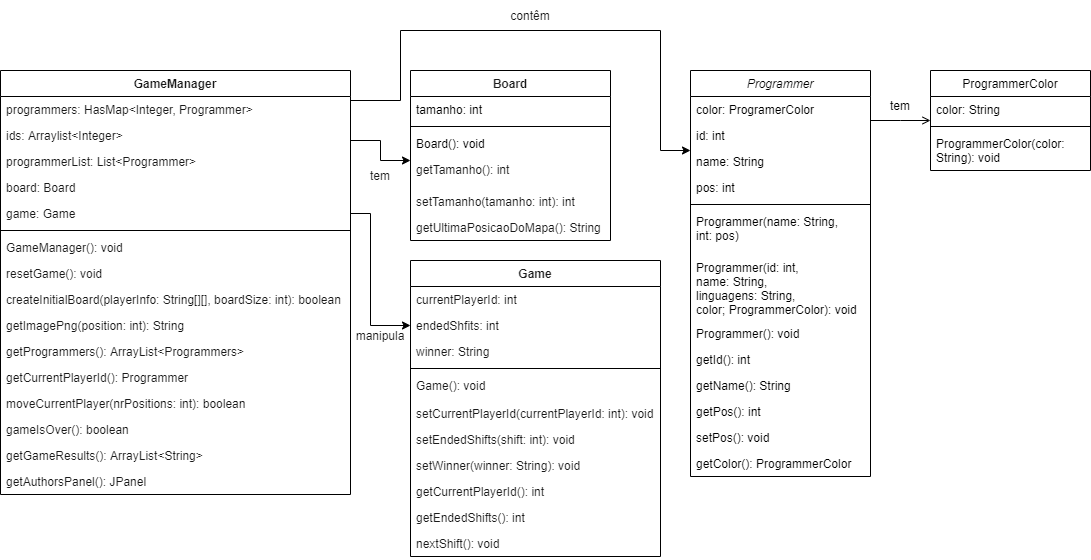 contêm
GameManager
programmers: HasMap<Integer, Programmer>
ids: Arraylist<Integer>
programmerList: List<Programmer>
board: Board
game: Game
GameManager(): void
resetGame(): void
createInitialBoard(playerInfo: String[][], boardSize: int): boolean
getImagePng(position: int): String
getProgrammers(): ArrayList<Programmers>
getCurrentPlayerId(): Programmer
moveCurrentPlayer(nrPositions: int): boolean
gameIsOver(): boolean
getGameResults(): ArrayList<String>
getAuthorsPanel(): JPanel
tem
manipula
Board
tamanho: int
Board(): void
getTamanho(): int
setTamanho(tamanho: int): int
getUltimaPosicaoDoMapa(): String
Game
currentPlayerId: int
endedShfits: int
winner: String
Game(): void
setCurrentPlayerId(currentPlayerId: int): void
setEndedShifts(shift: int): void
setWinner(winner: String): void
getCurrentPlayerId(): int
getEndedShifts(): int
nextShift(): void
Programmer
color: ProgramerColor
id: int
name: String
pos: int
Programmer(name: String,
int: pos)
Programmer(id: int,
name: String,
linguagens: String,
color; ProgrammerColor): void
Programmer(): void
getId(): int
getName(): String
getPos(): int
setPos(): void
getColor(): ProgrammerColor
tem
ProgrammerColor
color: String
ProgrammerColor(color:
String): void